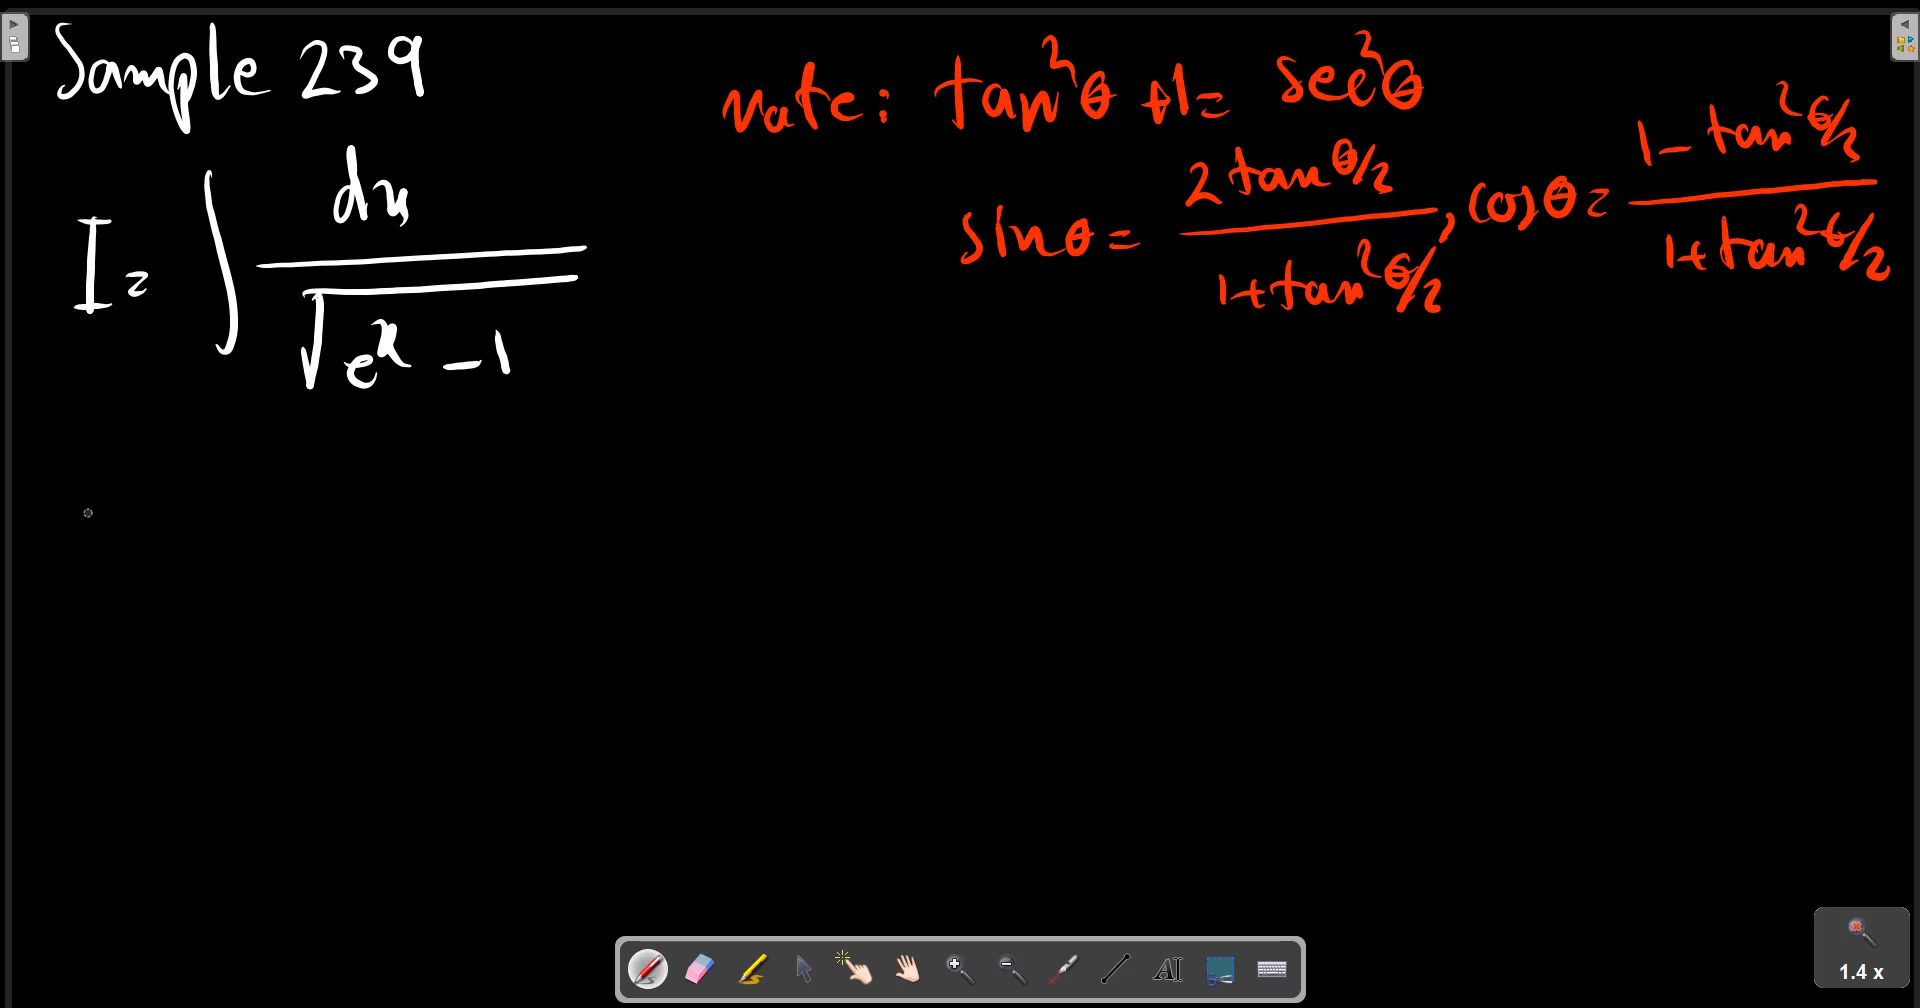 Sample 239
I = ∫ dx / √(e^x - 1)
note: tan²θ + 1 = sec²θ
sinθ = 2 tan θ/2 / 1 + tan² θ/2 , cosθ = 1 - tan² θ/2 / 1 + tan² θ/2
1.4 x